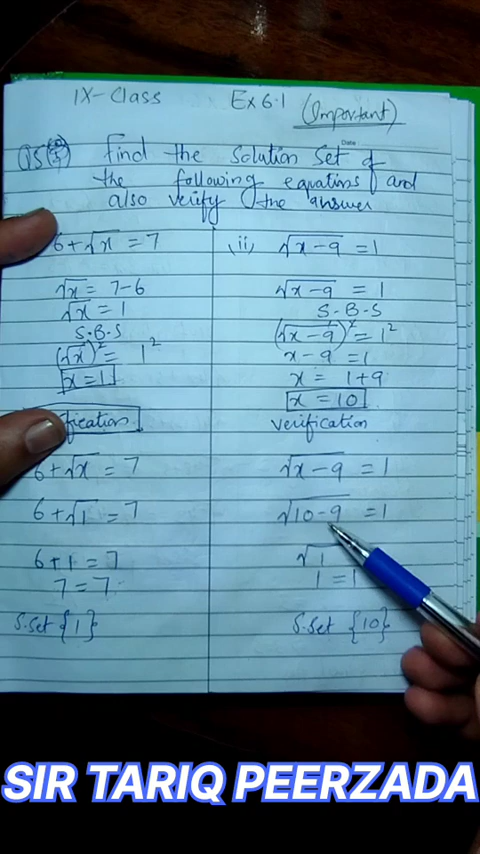 IX-Class Ex 6.1 (Important)
Date
Q5 Find the Solution Set of
the following equations and
also verify the answer
6+√x = 7
√x = 7-6
√x = 1
S.B.S
(√x)² = 1²
x = 1
fication
6+√x = 7
6+√1 = 7
6+1 = 7
7 = 7
S.Set {1}
(ii) √x-9 = 1
√x-9 = 1
S.B.S
(√x-9)² = 1²
x-9 = 1
x = 1+9
x = 10
verification
√x-9 = 1
√10-9 = 1
√1
1 = 1
S.Set {10}
SIR TARIQ PEERZADA